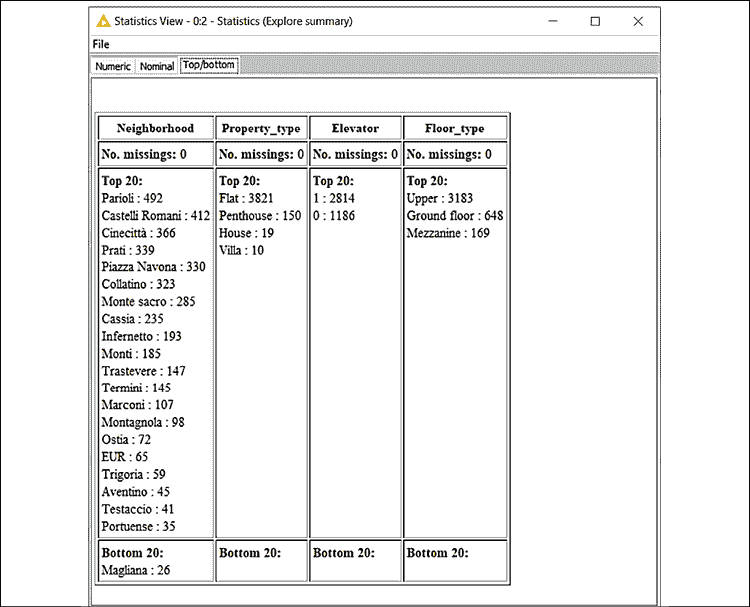 Statistics View - 0:2 - Statistics (Explore summary)
File
Numeric Nominal Top/bottom
Neighborhood Property_type Elevator Floor_type
No. missings: 0 No. missings: 0 No. missings: 0 No. missings: 0
Top 20: Top 20: Top 20: Top 20:
Parioli : 492 Flat : 3821 1 : 2814 Upper : 3183
Castelli Romani : 412 Penthouse : 150 0 : 1186 Ground floor : 648
Cinecittà : 366 House : 19 Mezzanine : 169
Prati : 339 Villa : 10
Piazza Navona : 330
Collatino : 323
Monte sacro : 285
Cassia : 235
Infernetto : 193
Monti : 185
Trastevere : 147
Termini : 145
Marconi : 107
Montagnola : 98
Ostia : 72
EUR : 65
Trigoria : 59
Aventino : 45
Testaccio : 41
Portuense : 35
Bottom 20: Bottom 20: Bottom 20: Bottom 20:
Magliana : 26